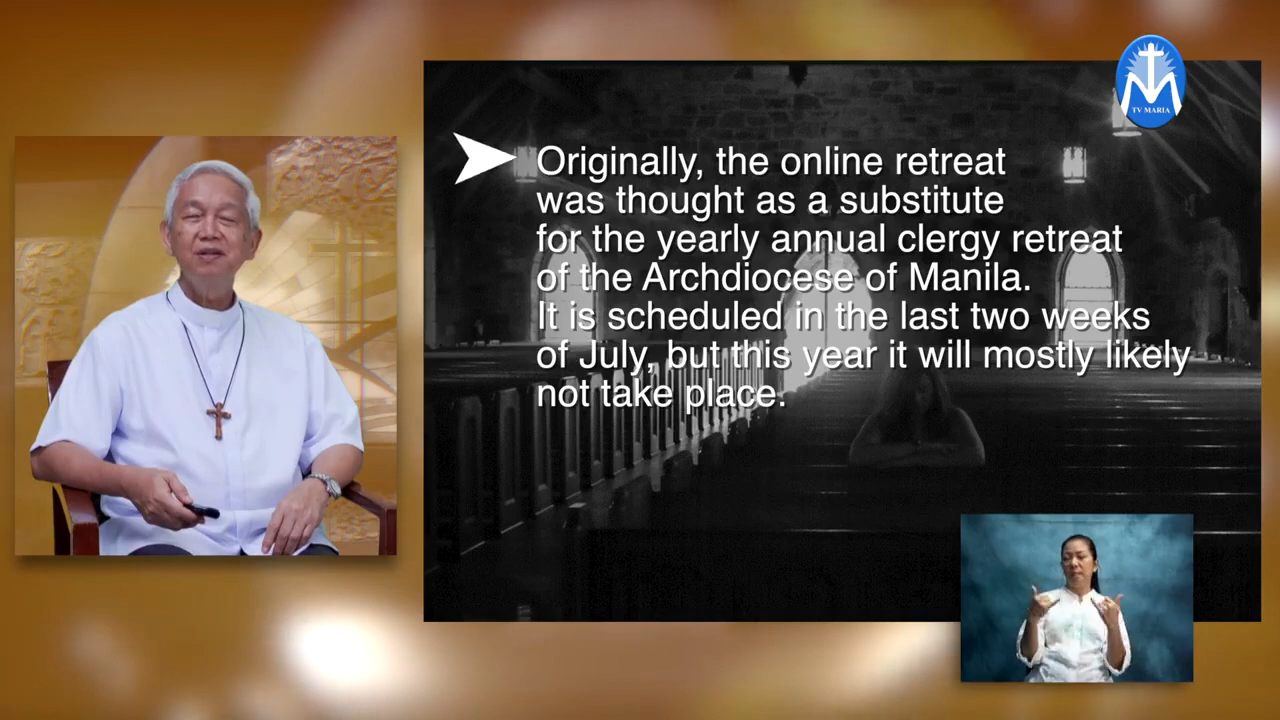 TV MARIA
Originally, the online retreat
was thought as a substitute
for the yearly annual clergy retreat
of the Archdiocese of Manila.
It is scheduled in the last two weeks
of July, but this year it will mostly likely
not take place.